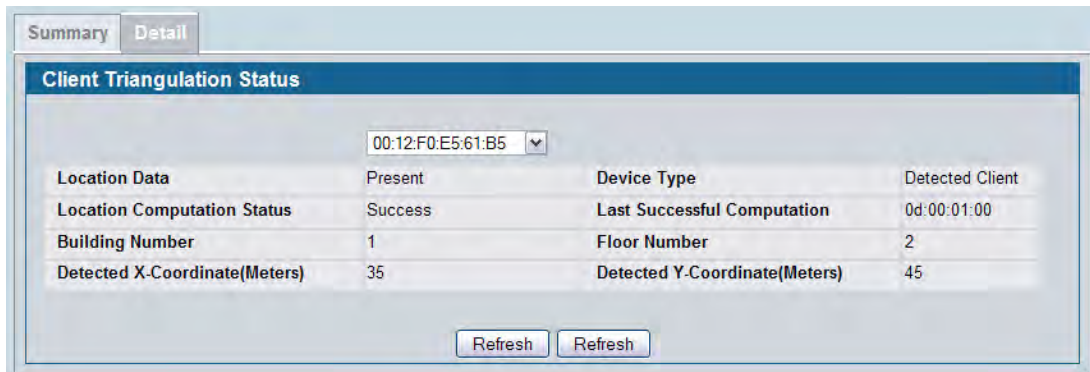 Summary Detail
Client Triangulation Status
00:12:F0:E5:61:B5
Location Data Present Device Type Detected Client
Location Computation Status Success Last Successful Computation 0d:00:01:00
Building Number 1 Floor Number 2
Detected X-Coordinate(Meters) 35 Detected Y-Coordinate(Meters) 45
Refresh Refresh